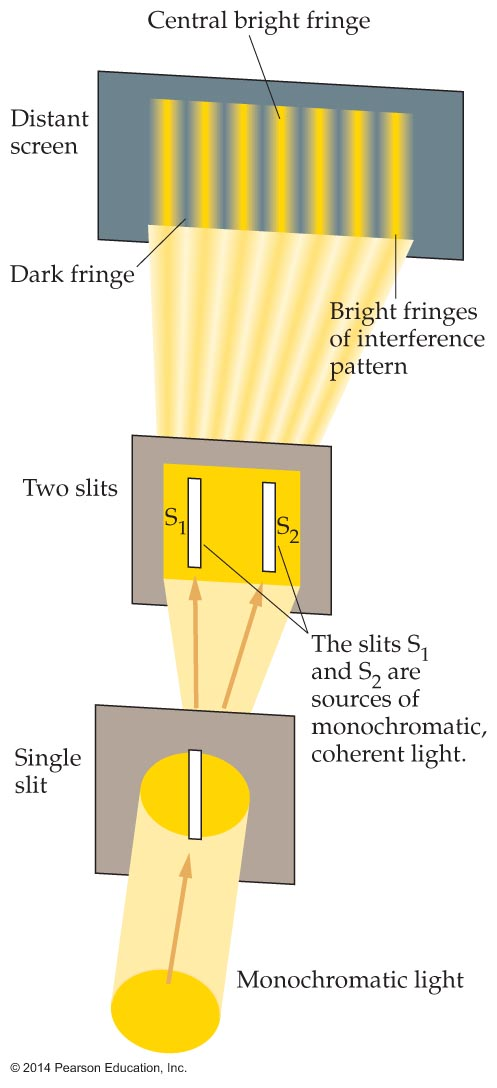 Central bright fringe
Distant
screen
Dark fringe
Bright fringes
of interference
pattern
Two slits
S1
S2
The slits S1
and S2 are
sources of
monochromatic,
coherent light.
Single
slit
Monochromatic light
© 2014 Pearson Education, Inc.